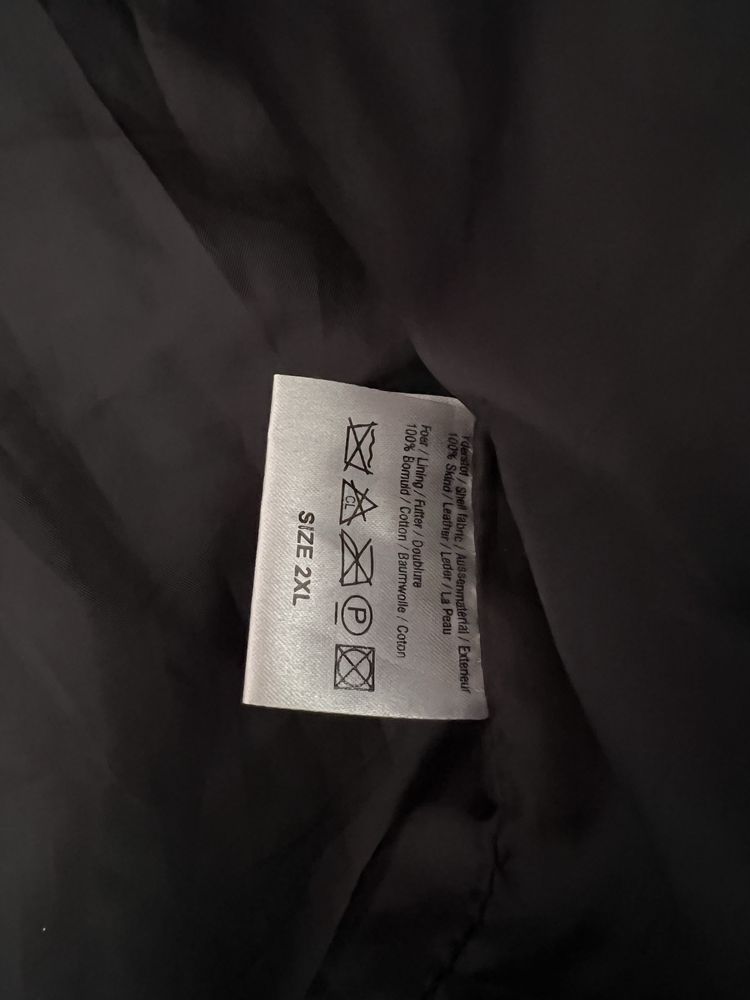 Yderstof / Shell fabric / Aussenmaterial / Exterieur
100% Skind / Leather / Leder / La Peau
Foer / Lining / Futter / Doublure
100% Bomuld / Cotton / Baumwolle / Coton
CL P
SIZE 2XL